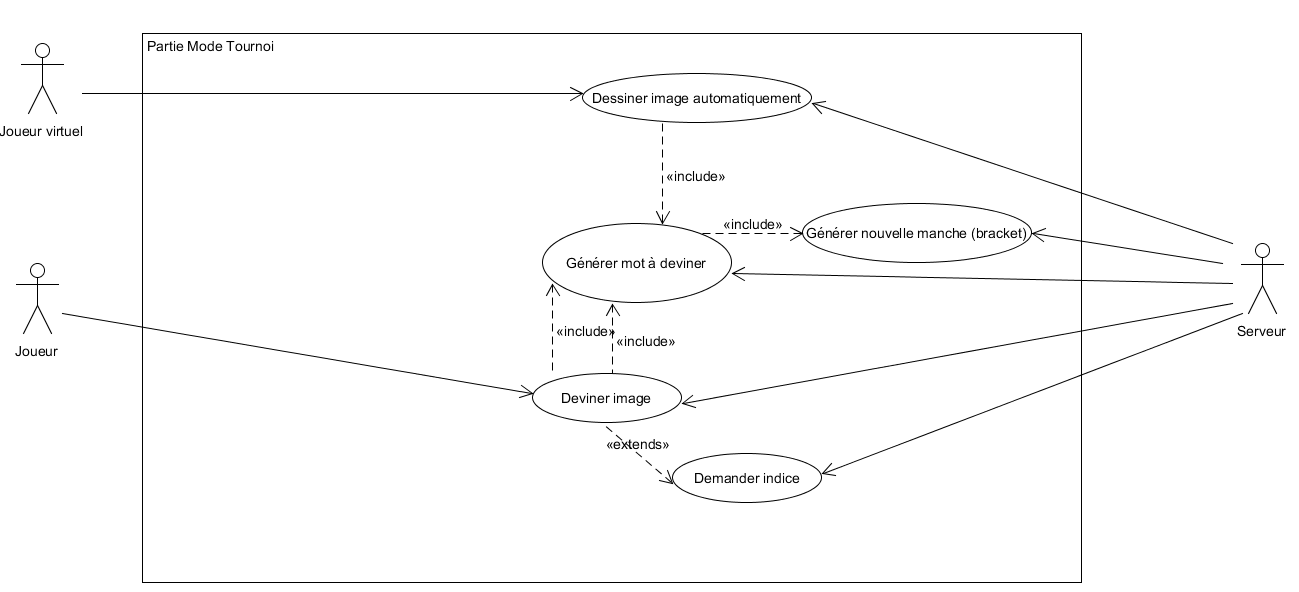 Partie Mode Tournoi
Joueur virtuel
Dessiner image automatiquement
«include»
«include»
Générer nouvelle manche (bracket)
Générer mot à deviner
«include»
«include»
Joueur
Serveur
Deviner image
«extends»
Demander indice